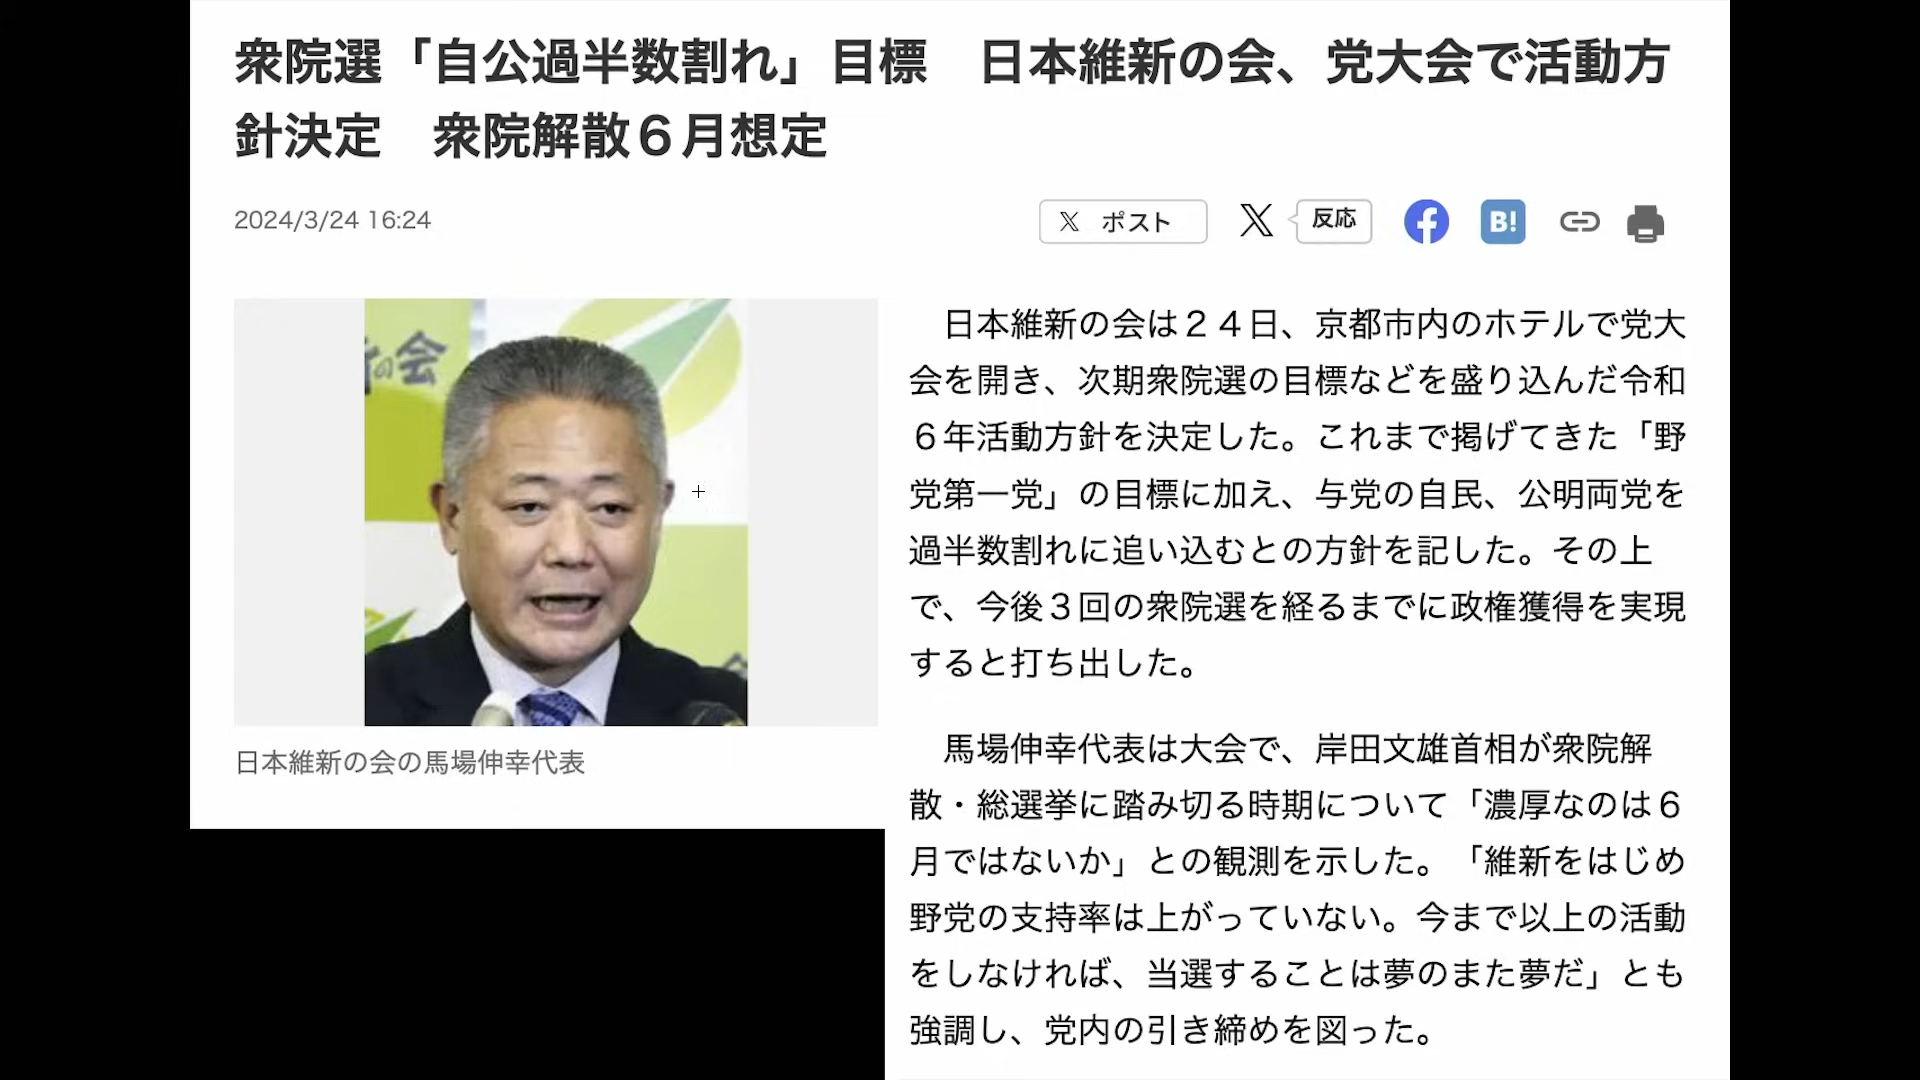 衆院選「自公過半数割れ」目標　日本維新の会、党大会で活動方
針決定　衆院解散６月想定
2024/3/24 16:24
X ポスト
X 反応
B!
の会
日本維新の会の馬場伸幸代表
　日本維新の会は２４日、京都市内のホテルで党大
会を開き、次期衆院選の目標などを盛り込んだ令和
６年活動方針を決定した。これまで掲げてきた「野
党第一党」の目標に加え、与党の自民、公明両党を
過半数割れに追い込むとの方針を記した。その上
で、今後３回の衆院選を経るまでに政権獲得を実現
すると打ち出した。
　馬場伸幸代表は大会で、岸田文雄首相が衆院解
散・総選挙に踏み切る時期について「濃厚なのは６
月ではないか」との観測を示した。「維新をはじめ
野党の支持率は上がっていない。今まで以上の活動
をしなければ、当選することは夢のまた夢だ」とも
強調し、党内の引き締めを図った。